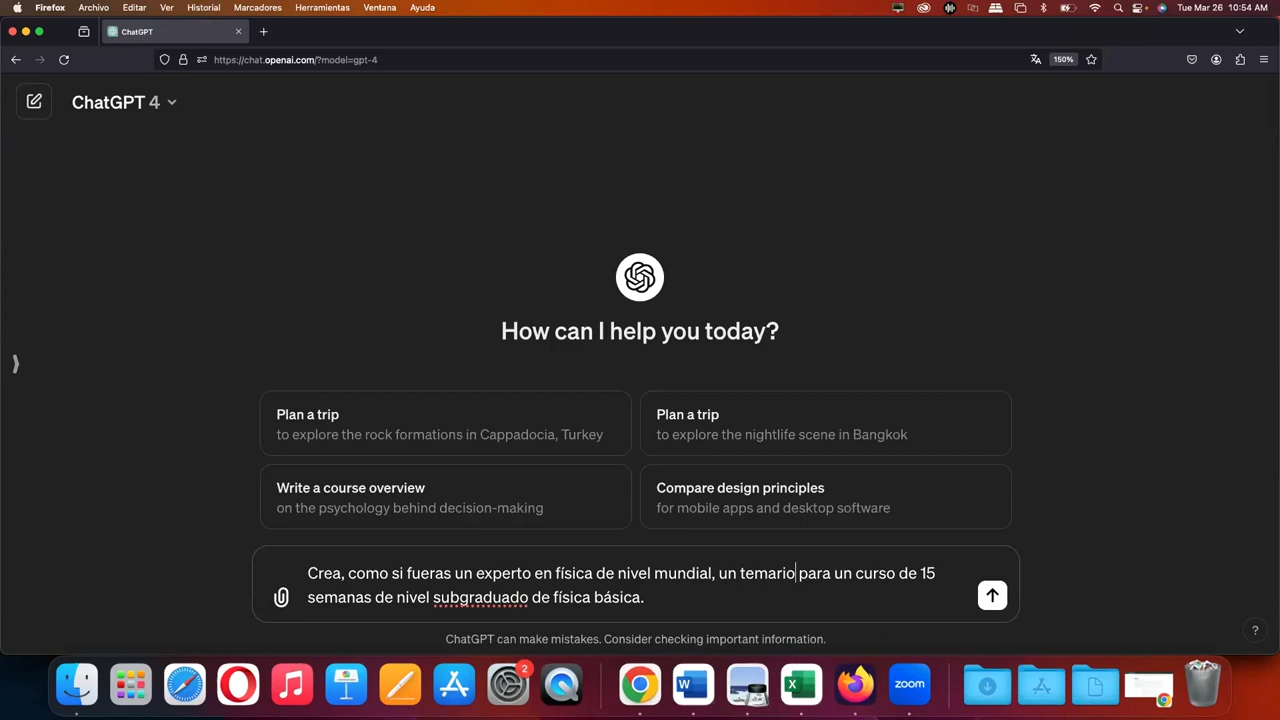 Firefox Archivo Editar Ver Historial Marcadores Herramientas Ventana Ayuda Tue Mar 26 10:54 AM
ChatGPT
https://chat.openai.com/?model=gpt-4 150%
ChatGPT 4
How can I help you today?
Plan a trip
to explore the rock formations in Cappadocia, Turkey
Plan a trip
to explore the nightlife scene in Bangkok
Write a course overview
on the psychology behind decision-making
Compare design principles
for mobile apps and desktop software
Crea, como si fueras un experto en física de nivel mundial, un temario para un curso de 15
semanas de nivel subgraduado de física básica.
ChatGPT can make mistakes. Consider checking important information.
?
2
W
X
zoom